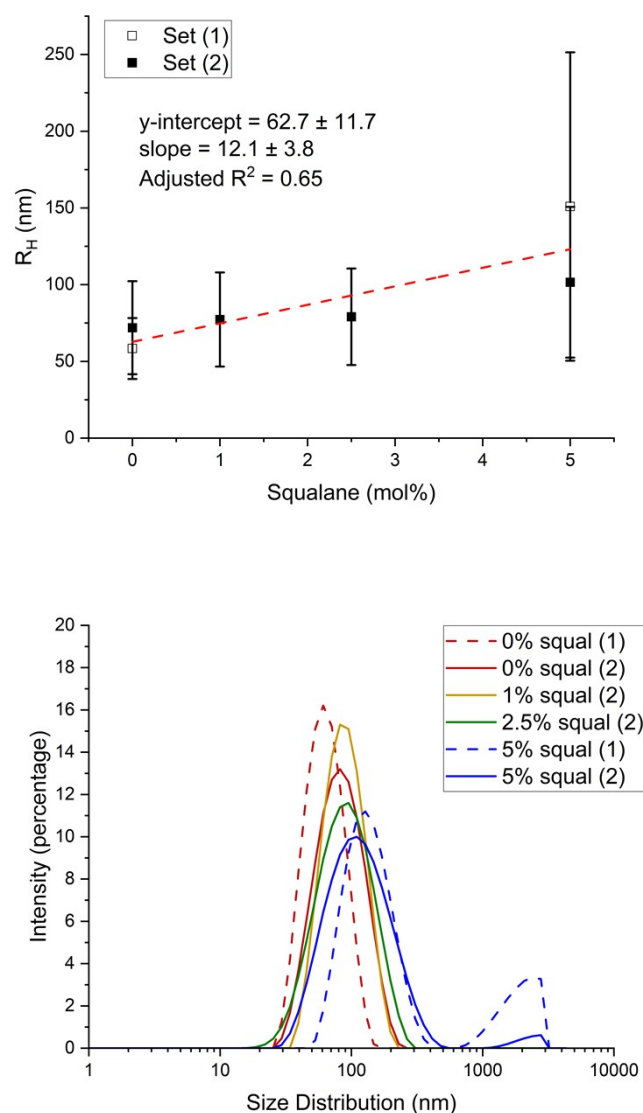 Set (1)
Set (2)
y-intercept = 62.7 ± 11.7
slope = 12.1 ± 3.8
Adjusted R² = 0.65
250
200
150
100
50
0
R_H (nm)
0 1 2 3 4 5
Squalane (mol%)
20
18
16
14
12
10
8
6
4
2
0
Intensity (percentage)
0% squal (1)
0% squal (2)
1% squal (2)
2.5% squal (2)
5% squal (1)
5% squal (2)
1 10 100 1000 10000
Size Distribution (nm)